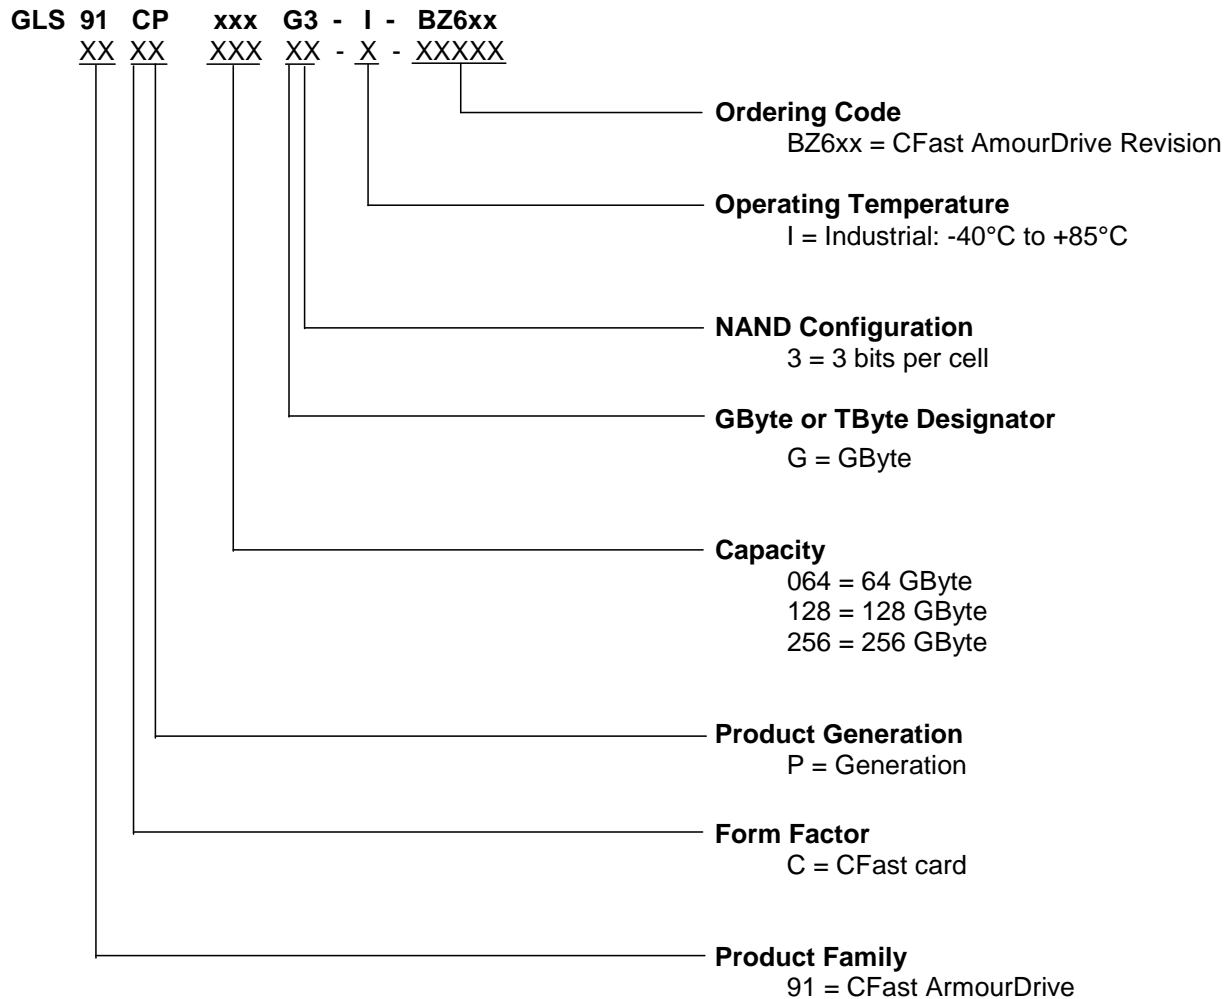 GLS 91 CP xxx G3 - I - BZ6xx
XX XX XXX XX - X - XXXXX
Ordering Code
BZ6xx = CFast AmourDrive Revision
Operating Temperature
I = Industrial: -40°C to +85°C
NAND Configuration
3 = 3 bits per cell
GByte or TByte Designator
G = GByte
Capacity
064 = 64 GByte
128 = 128 GByte
256 = 256 GByte
Product Generation
P = Generation
Form Factor
C = CFast card
Product Family
91 = CFast ArmourDrive